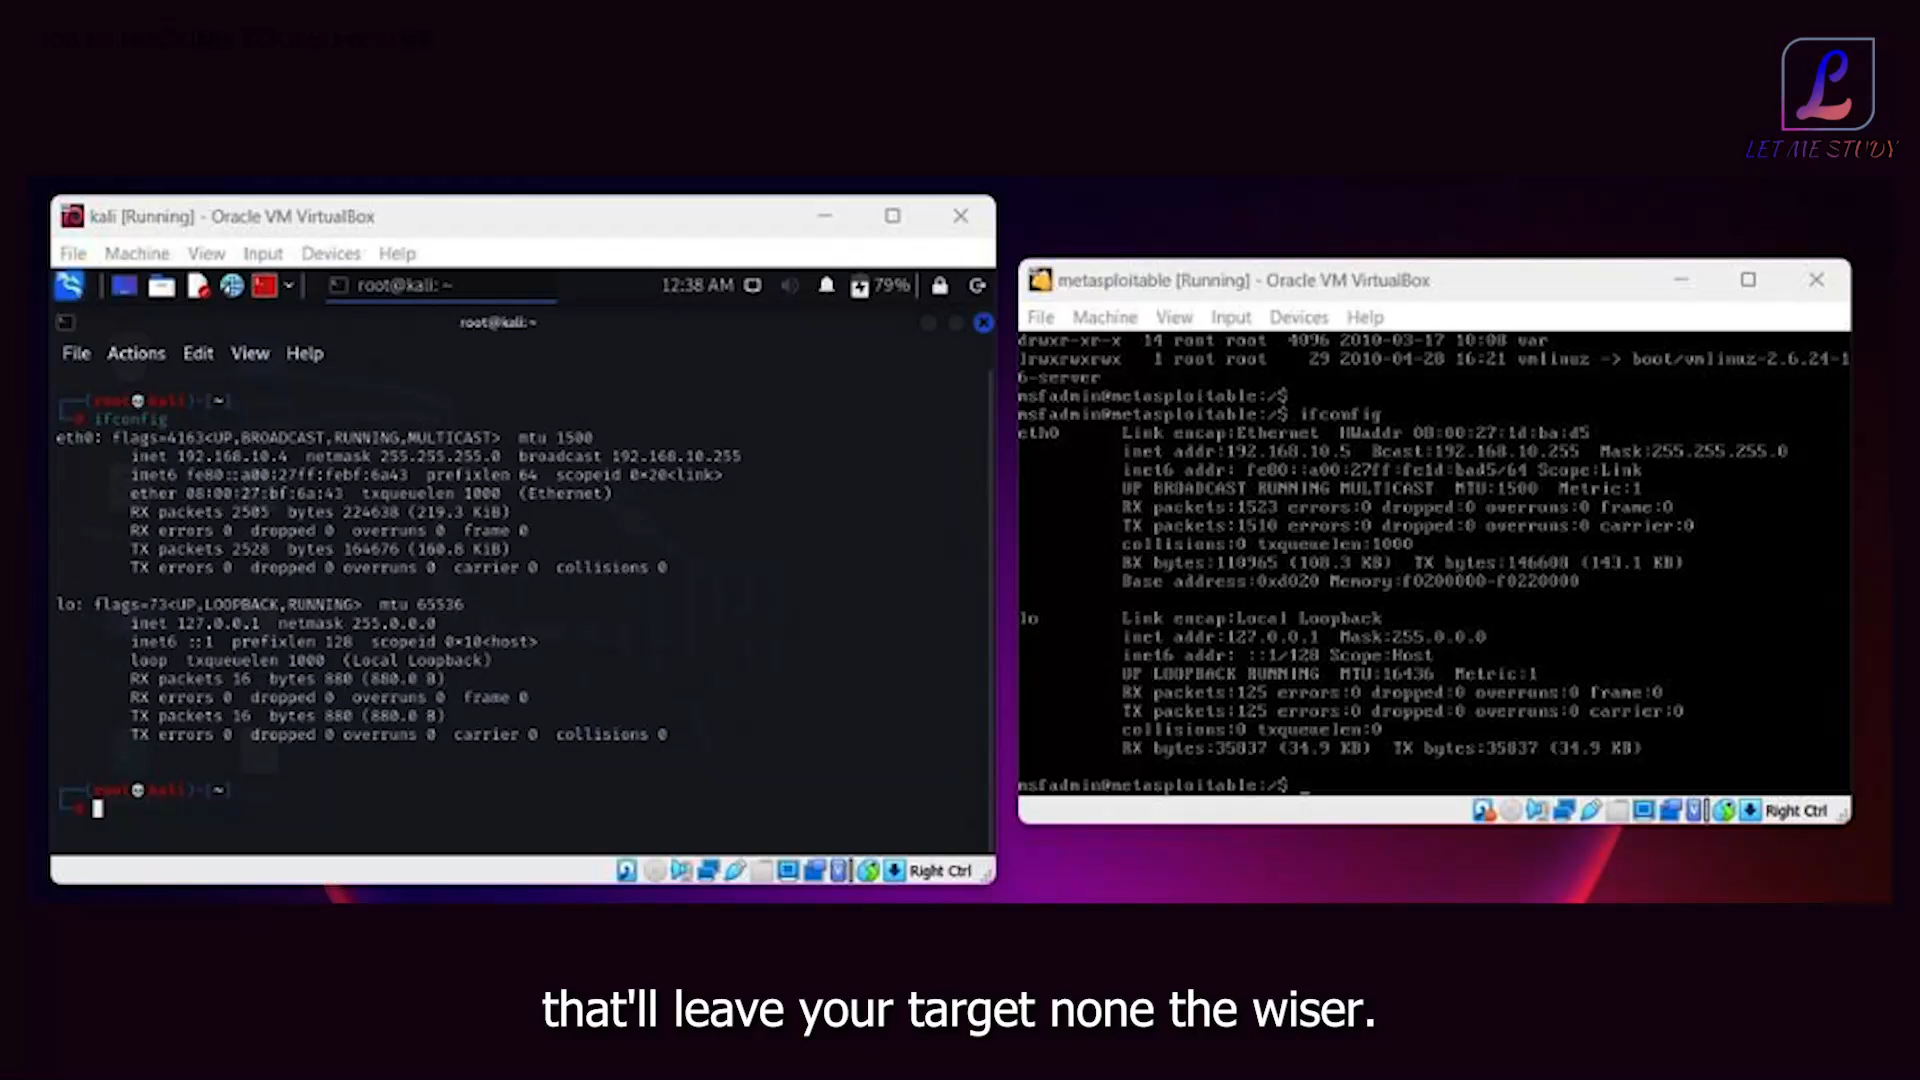 LET ME STUDY
kali [Running] - Oracle VM VirtualBox
File Machine View Input Devices Help
root@kali: ~
12:38 AM
79%
root@kali:~
File Actions Edit View Help
root kali)-[~]
ifconfig
eth0: flags=4163<UP,BROADCAST,RUNNING,MULTICAST> mtu 1500
inet 192.168.10.4 netmask 255.255.255.0 broadcast 192.168.10.255
inet6 fe80::a00:27ff:febf:6a43 prefixlen 64 scopeid 0×20<link>
ether 08:00:27:bf:6a:43 txqueuelen 1000 (Ethernet)
RX packets 2505 bytes 224638 (219.3 KiB)
RX errors 0 dropped 0 overruns 0 frame 0
TX packets 2528 bytes 164676 (160.8 KiB)
TX errors 0 dropped 0 overruns 0 carrier 0 collisions 0
lo: flags=73<UP,LOOPBACK,RUNNING> mtu 65536
inet 127.0.0.1 netmask 255.0.0.0
inet6 ::1 prefixlen 128 scopeid 0×10<host>
loop txqueuelen 1000 (Local Loopback)
RX packets 16 bytes 880 (880.0 B)
RX errors 0 dropped 0 overruns 0 frame 0
TX packets 16 bytes 880 (880.0 B)
TX errors 0 dropped 0 overruns 0 carrier 0 collisions 0
root kali)-[~]
Right Ctrl
metasploitable [Running] - Oracle VM VirtualBox
File Machine View Input Devices Help
drwxr-xr-x 14 root root 4096 2010-03-17 10:08 var
lrwxrwxrwx 1 root root 29 2010-04-28 16:21 vmlinuz -> boot/vmlinuz-2.6.24-1
6-server
msfadmin@metasploitable:/$
msfadmin@metasploitable:/$ ifconfig
eth0 Link encap:Ethernet HWaddr 08:00:27:1d:ba:d5
inet addr:192.168.10.5 Bcast:192.168.10.255 Mask:255.255.255.0
inet6 addr: fe80::a00:27ff:fe1d:bad5/64 Scope:Link
UP BROADCAST RUNNING MULTICAST MTU:1500 Metric:1
RX packets:1523 errors:0 dropped:0 overruns:0 frame:0
TX packets:1510 errors:0 dropped:0 overruns:0 carrier:0
collisions:0 txqueuelen:1000
RX bytes:110965 (108.3 KB) TX bytes:146608 (143.1 KB)
Base address:0xd020 Memory:f0200000-f0220000
lo Link encap:Local Loopback
inet addr:127.0.0.1 Mask:255.0.0.0
inet6 addr: ::1/128 Scope:Host
UP LOOPBACK RUNNING MTU:16436 Metric:1
RX packets:125 errors:0 dropped:0 overruns:0 frame:0
TX packets:125 errors:0 dropped:0 overruns:0 carrier:0
collisions:0 txqueuelen:0
RX bytes:35837 (34.9 KB) TX bytes:35837 (34.9 KB)
msfadmin@metasploitable:/$ _
Right Ctrl
that'll leave your target none the wiser.